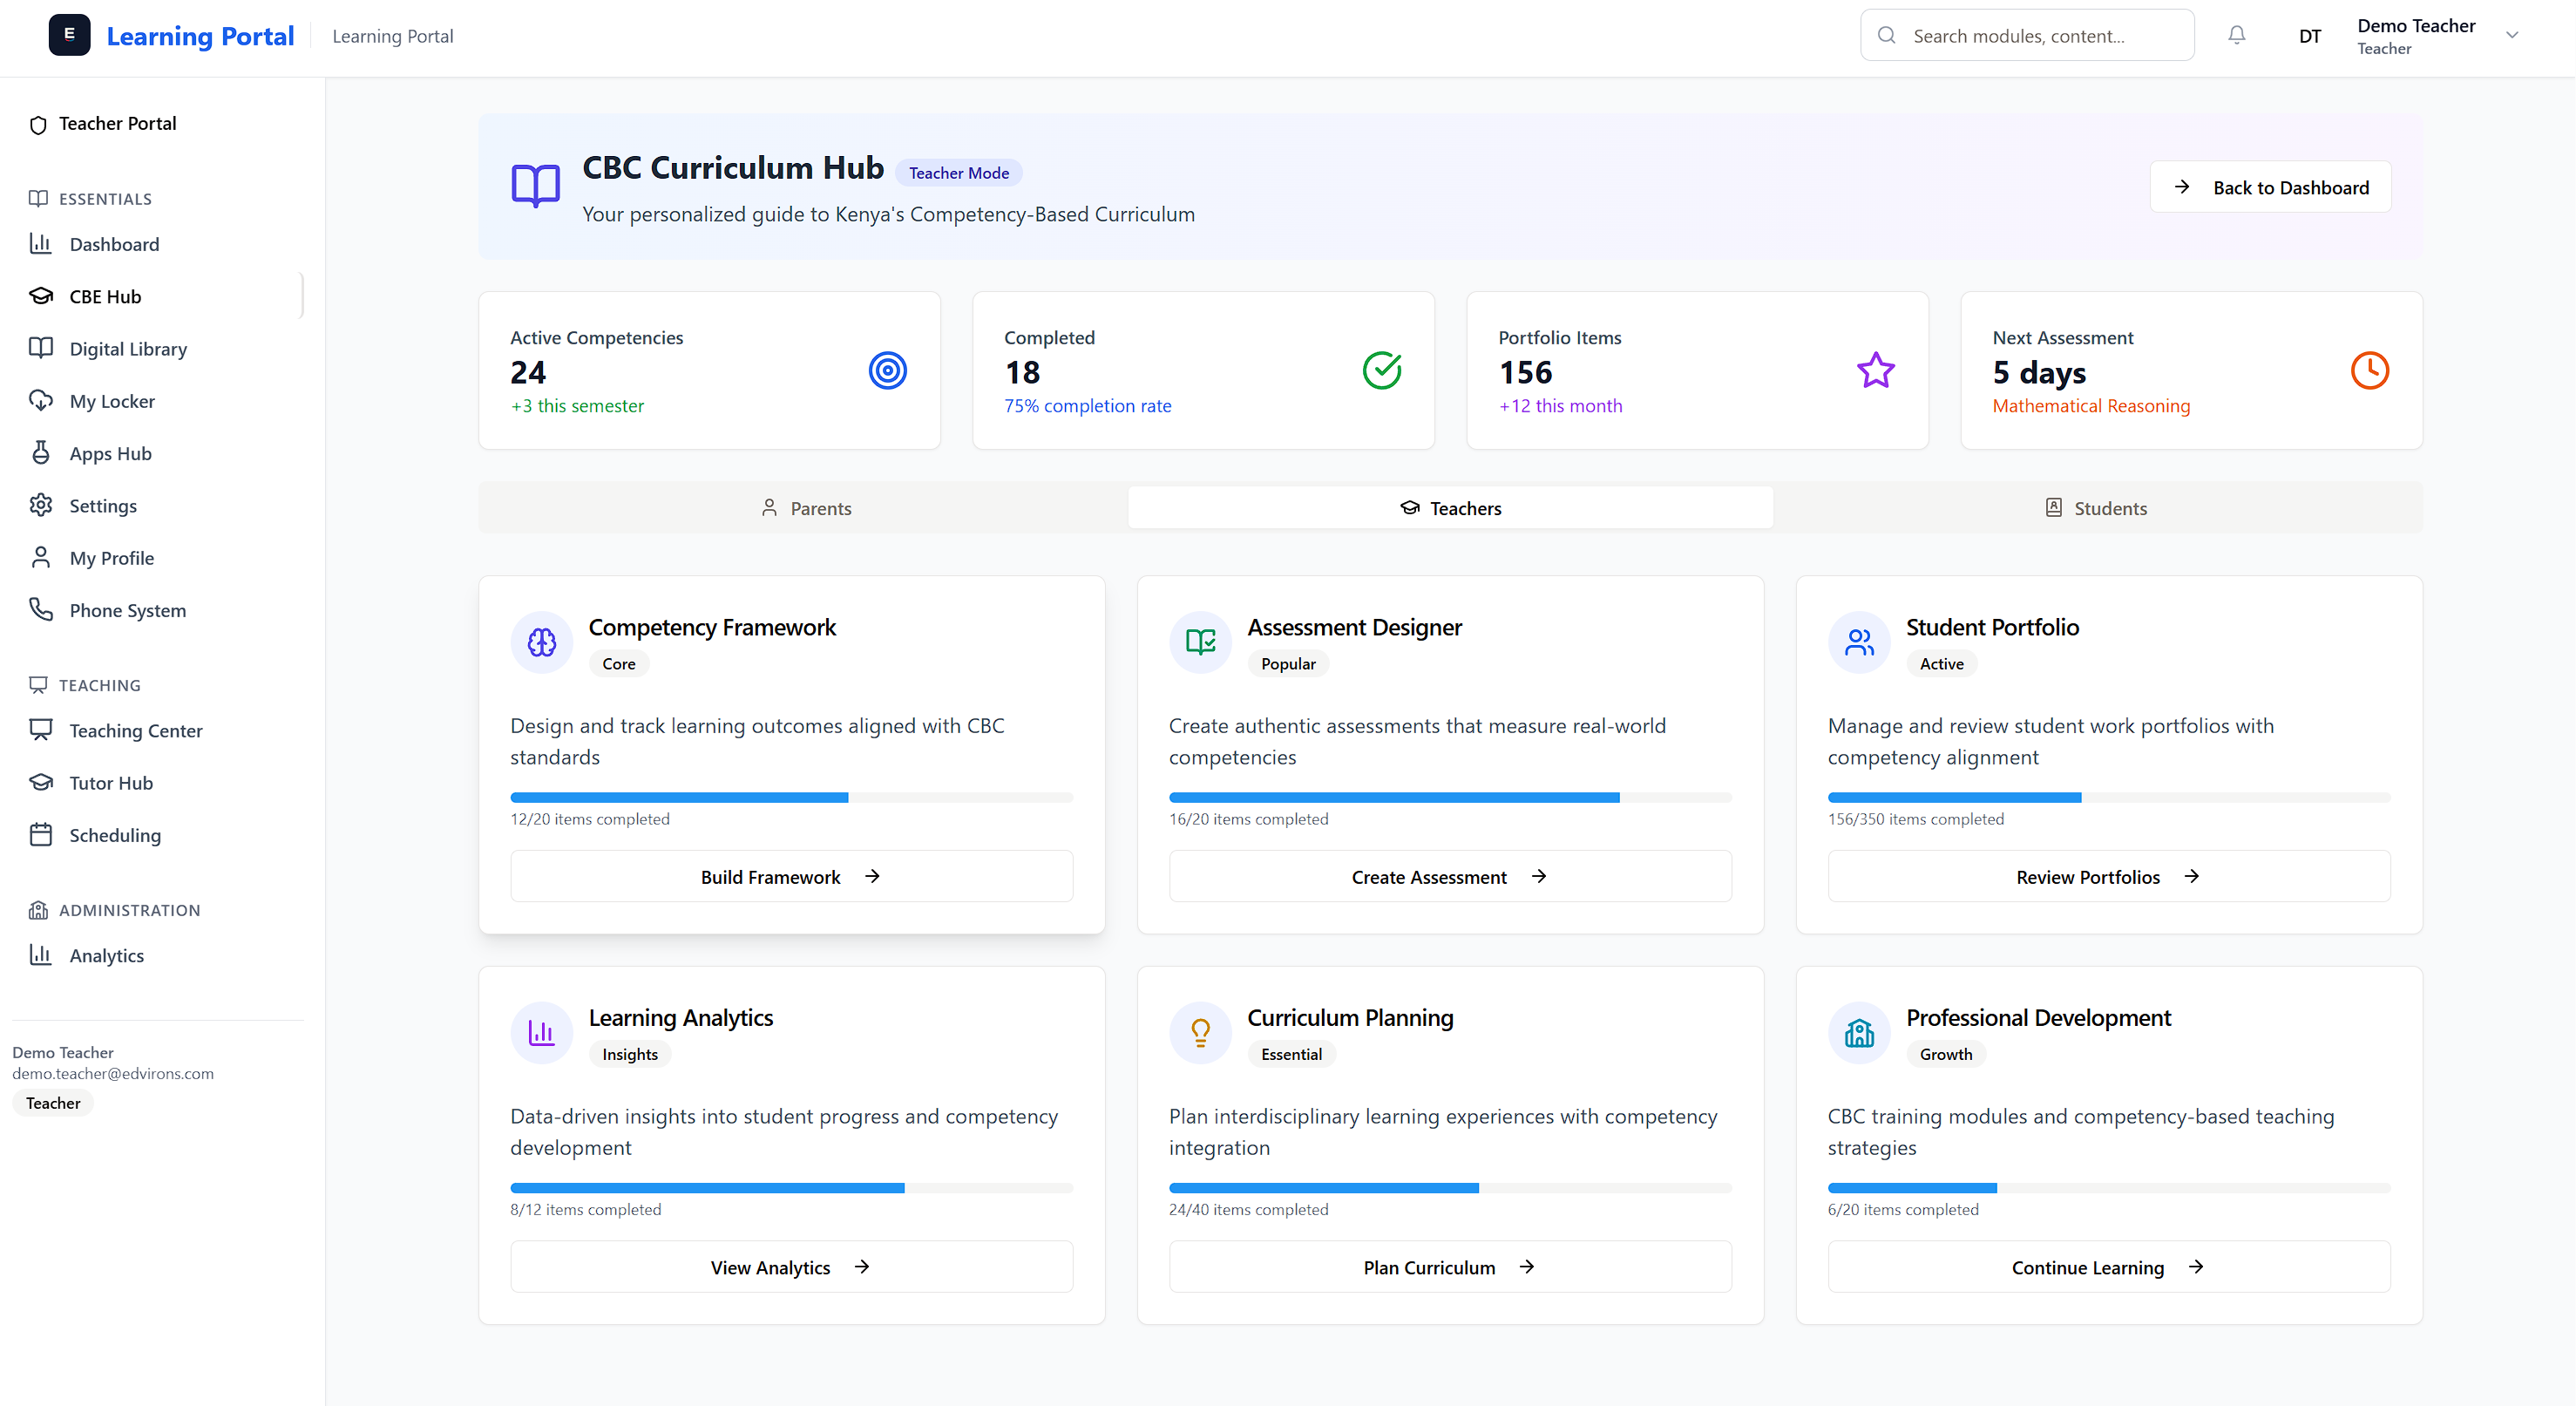 E
Learning Portal
Learning Portal
Search modules, content...
DT
Demo Teacher
Teacher
Teacher Portal
ESSENTIALS
Dashboard
CBE Hub
Digital Library
My Locker
Apps Hub
Settings
My Profile
Phone System
TEACHING
Teaching Center
Tutor Hub
Scheduling
ADMINISTRATION
Analytics
Demo Teacher
demo.teacher@edvirons.com
Teacher
CBC Curriculum Hub
Teacher Mode
Your personalized guide to Kenya's Competency-Based Curriculum
Back to Dashboard
Active Competencies
24
+3 this semester
Completed
18
75% completion rate
Portfolio Items
156
+12 this month
Next Assessment
5 days
Mathematical Reasoning
Parents
Teachers
Students
Competency Framework
Core
Design and track learning outcomes aligned with CBC
standards
12/20 items completed
Build Framework
Assessment Designer
Popular
Create authentic assessments that measure real-world
competencies
16/20 items completed
Create Assessment
Student Portfolio
Active
Manage and review student work portfolios with
competency alignment
156/350 items completed
Review Portfolios
Learning Analytics
Insights
Data-driven insights into student progress and competency
development
8/12 items completed
View Analytics
Curriculum Planning
Essential
Plan interdisciplinary learning experiences with competency
integration
24/40 items completed
Plan Curriculum
Professional Development
Growth
CBC training modules and competency-based teaching
strategies
6/20 items completed
Continue Learning